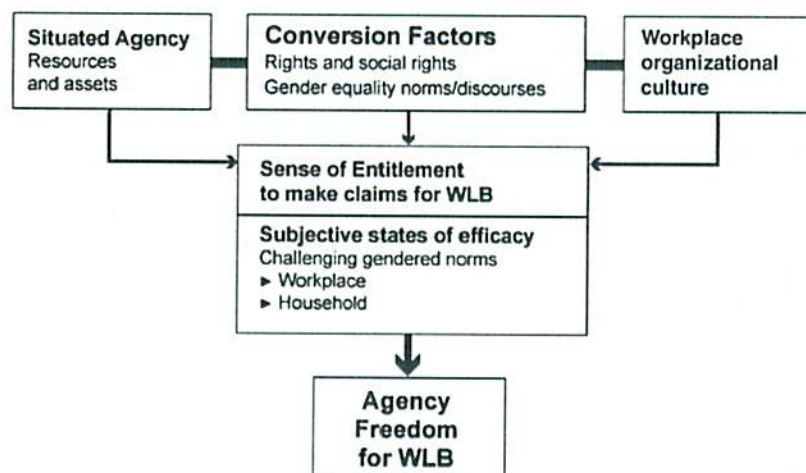 Situated Agency
Resources
and assets
Conversion Factors
Rights and social rights
Gender equality norms/discourses
Workplace
organizational
culture
Sense of Entitlement
to make claims for WLB
Subjective states of efficacy
Challenging gendered norms
► Workplace
► Household
Agency
Freedom
for WLB